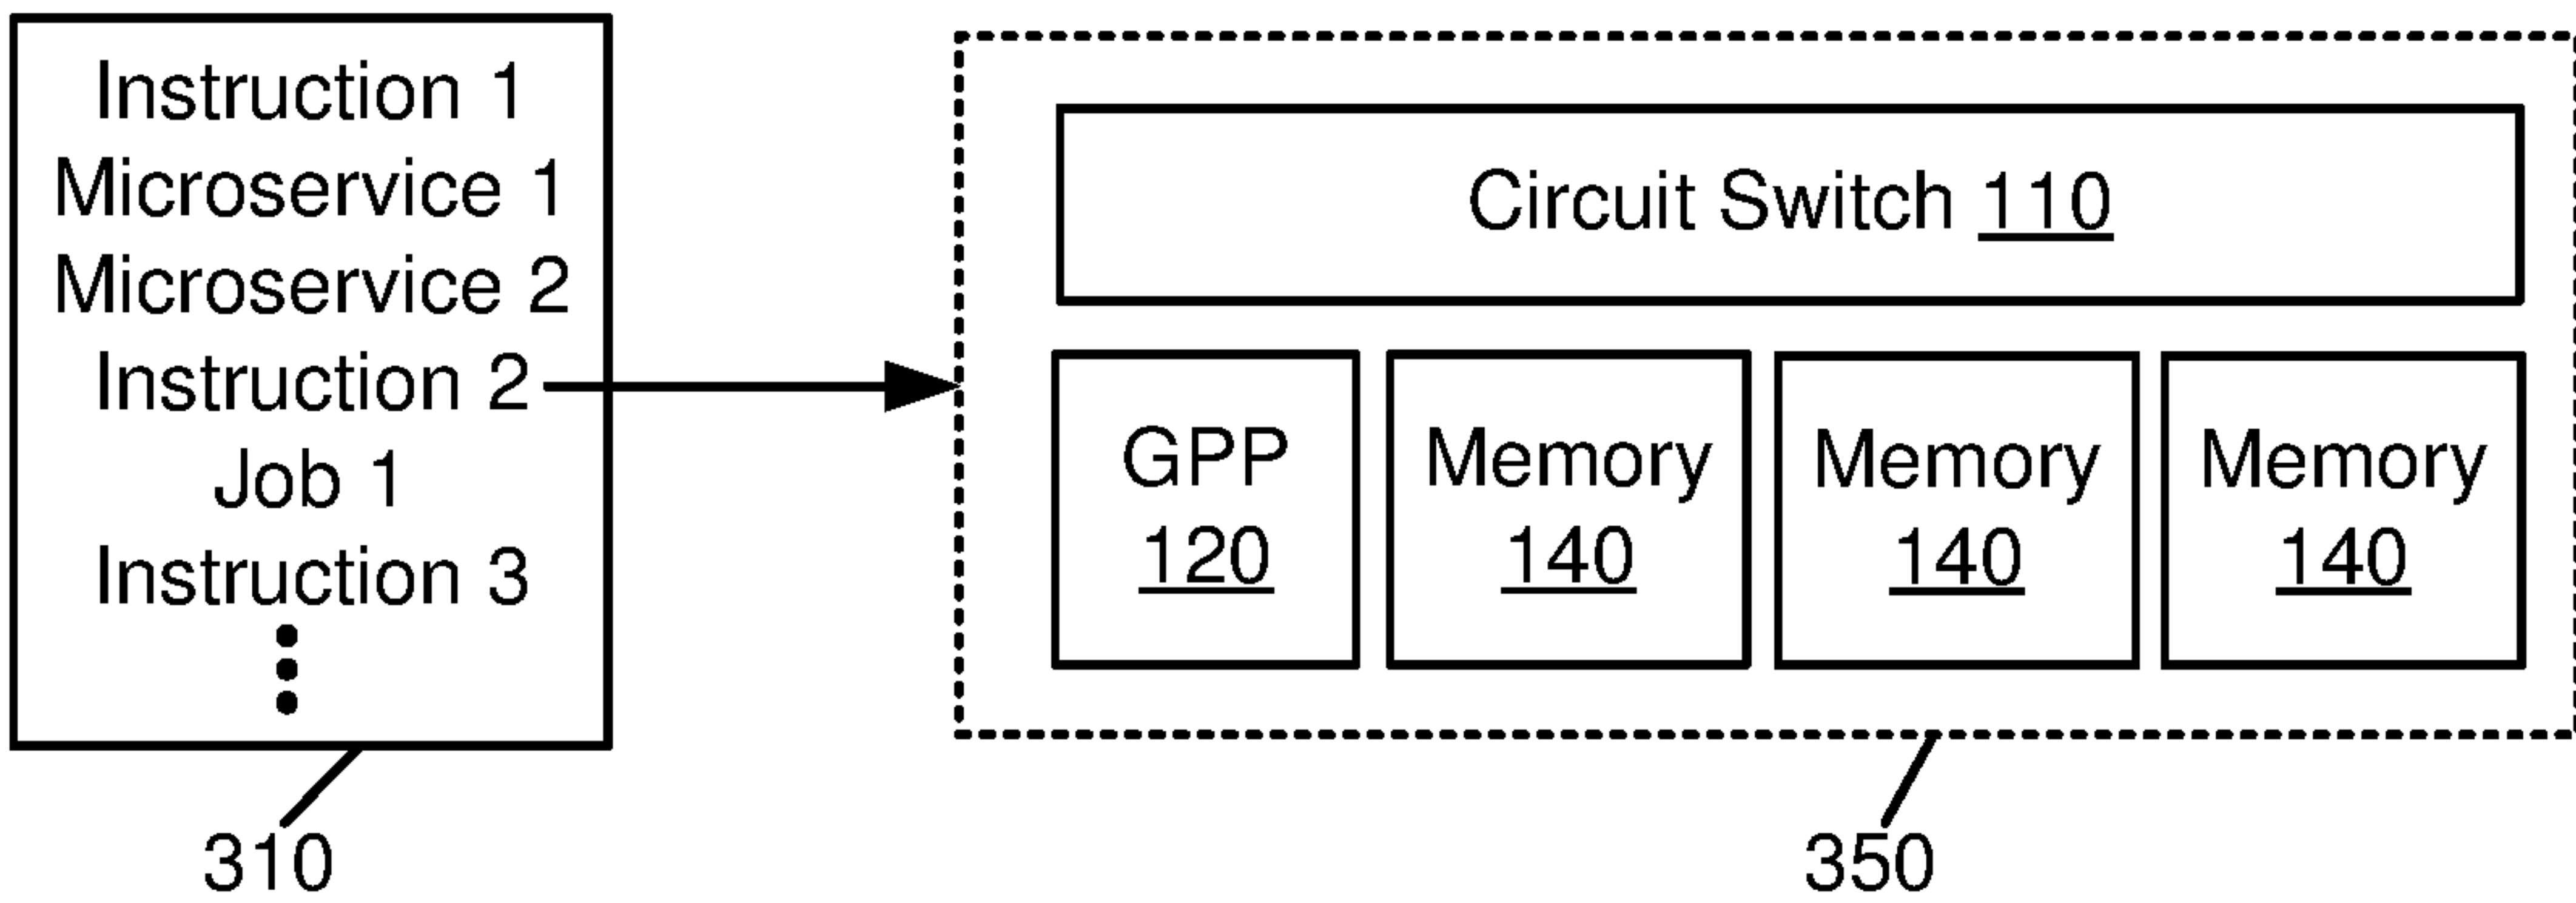 Instruction 1
Microservice 1
Microservice 2
Instruction 2
Job 1
Instruction 3
310
Circuit Switch 110
GPP
120
Memory
140
Memory
140
Memory
140
350